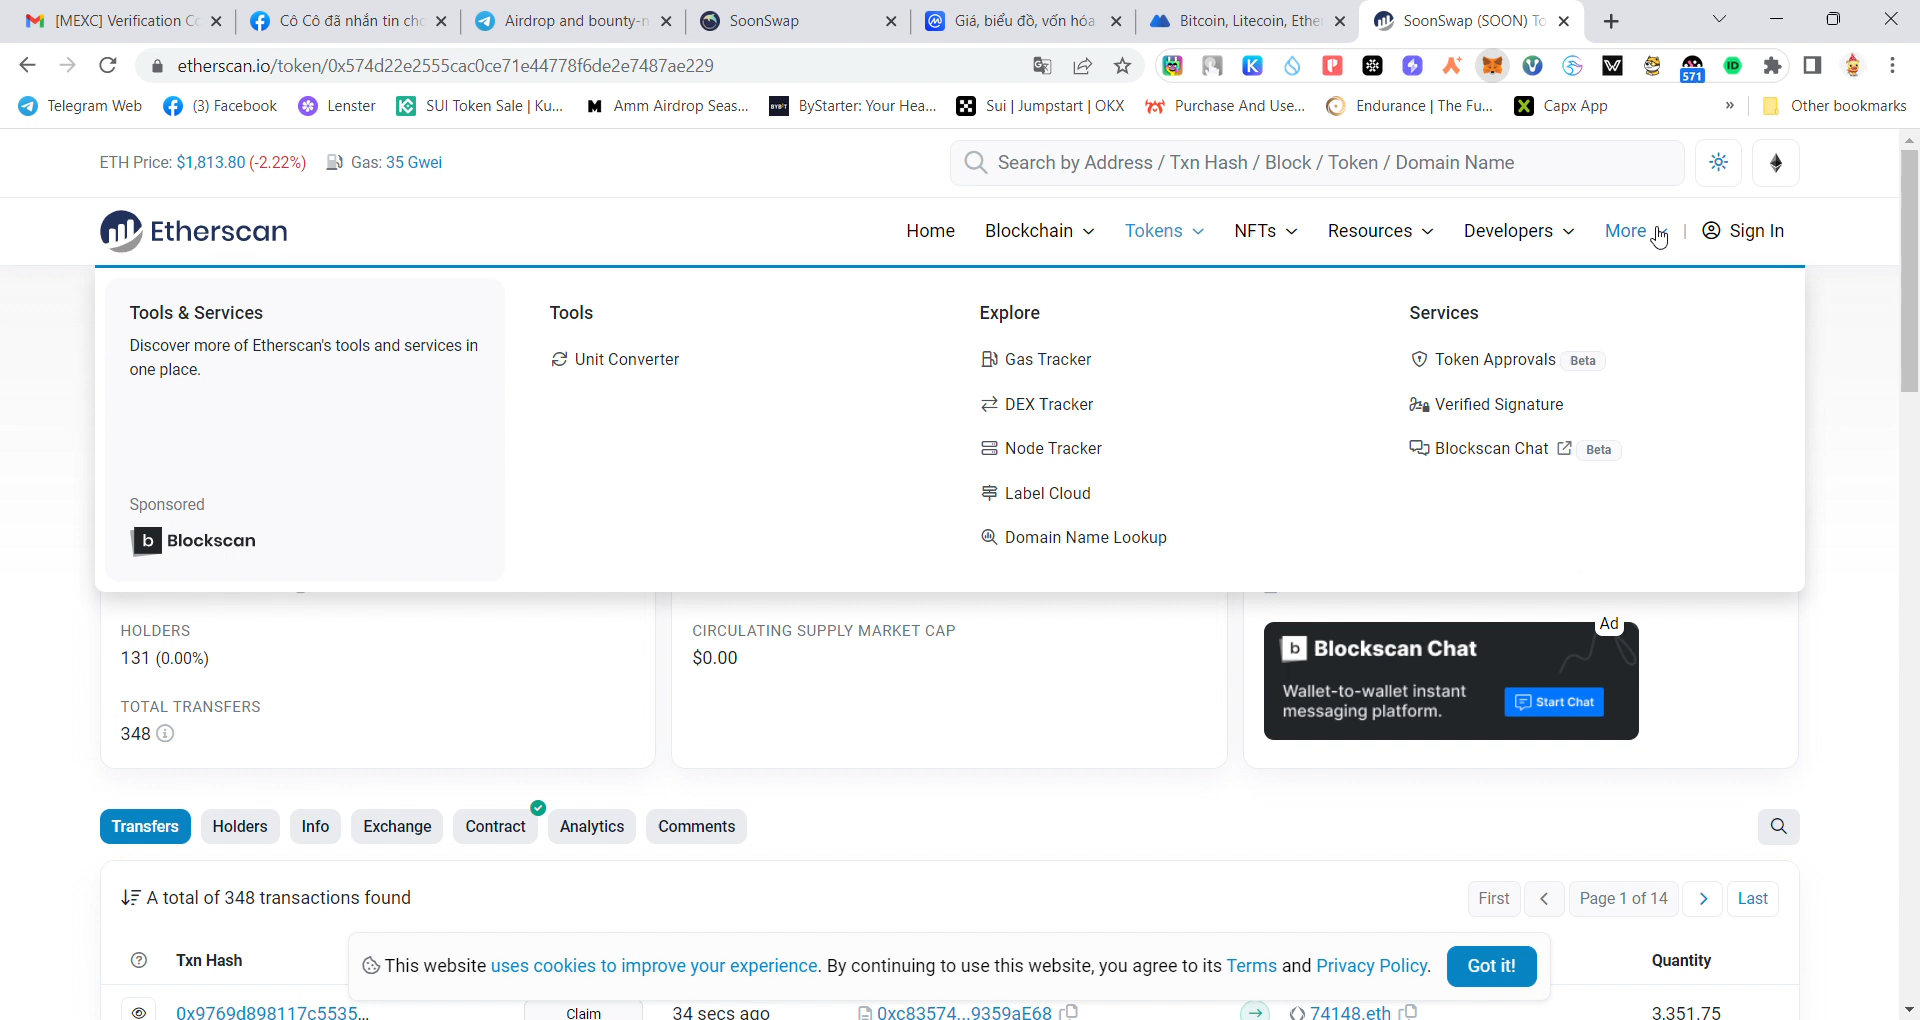 [MEXC] Verification C
Cô Cô đã nhắn tin ch
Airdrop and bounty-
SoonSwap
Giá, biểu đồ, vốn hóa
Bitcoin, Litecoin, Ethe
SoonSwap (SOON) To
etherscan.io/token/0x574d22e2555cac0ce71e44778f6de2e7487ae229
571
ID
Telegram Web
(3) Facebook
Lenster
SUI Token Sale | Ku...
Amm Airdrop Seas...
ByStarter: Your Hea...
Sui | Jumpstart | OKX
Purchase And Use...
Endurance | The Fu...
Capx App
»
Other bookmarks
ETH Price: $1,813.80 (-2.22%)
Gas: 35 Gwei
Search by Address / Txn Hash / Block / Token / Domain Name
Etherscan
Home
Blockchain
Tokens
NFTs
Resources
Developers
More
Sign In
Tools & Services
Discover more of Etherscan's tools and services in
one place.
Sponsored
b Blockscan
Tools
Unit Converter
Explore
Gas Tracker
DEX Tracker
Node Tracker
Label Cloud
Domain Name Lookup
Services
Token Approvals Beta
Verified Signature
Blockscan Chat Beta
HOLDERS
131 (0.00%)
TOTAL TRANSFERS
348
CIRCULATING SUPPLY MARKET CAP
$0.00
Ad
b Blockscan Chat
Wallet-to-wallet instant
messaging platform.
Start Chat
Transfers
Holders
Info
Exchange
Contract
Analytics
Comments
A total of 348 transactions found
First
Page 1 of 14
Last
Txn Hash
Quantity
This website uses cookies to improve your experience. By continuing to use this website, you agree to its Terms and Privacy Policy.
Got it!
0x9769d898117c5535...
Claim
34 secs ago
0xc83574...9359aE68
74148.eth
3,351.75